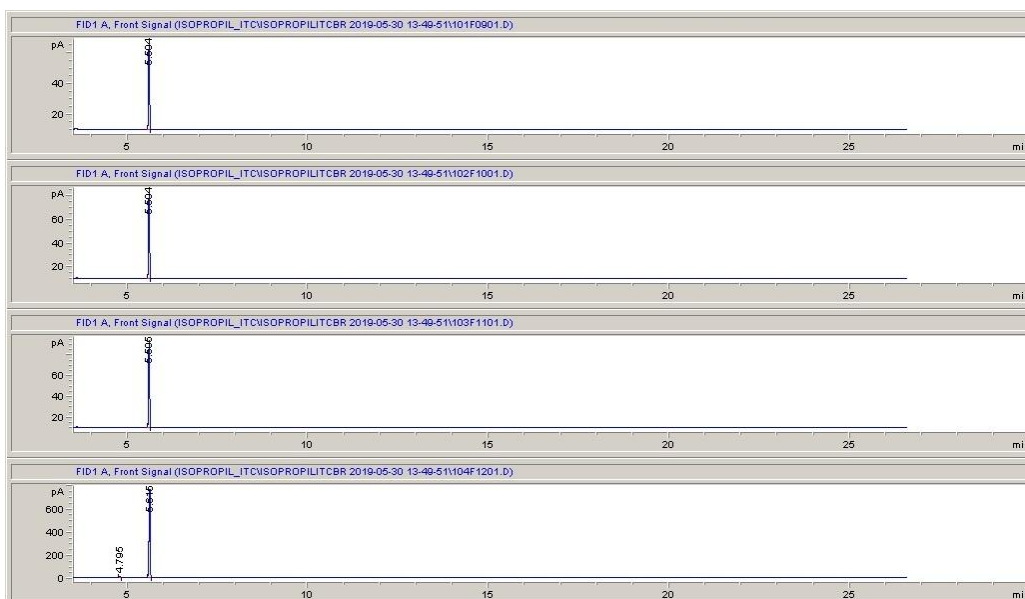 FID1 A, Front Signal (ISOPROPIL_ITC\ISOPROPILITCBR 2019-05-30 13-49-51\101F0901.D)
pA
5.594
40
20
5 10 15 20 25 mi
FID1 A, Front Signal (ISOPROPIL_ITC\ISOPROPILITCBR 2019-05-30 13-49-51\102F1001.D)
pA
5.594
60
40
20
5 10 15 20 25 mi
FID1 A, Front Signal (ISOPROPIL_ITC\ISOPROPILITCBR 2019-05-30 13-49-51\103F1101.D)
pA
5.595
60
40
20
5 10 15 20 25 mi
FID1 A, Front Signal (ISOPROPIL_ITC\ISOPROPILITCBR 2019-05-30 13-49-51\104F1201.D)
pA
5.615
600
400
200
4.795
0
5 10 15 20 25 mi